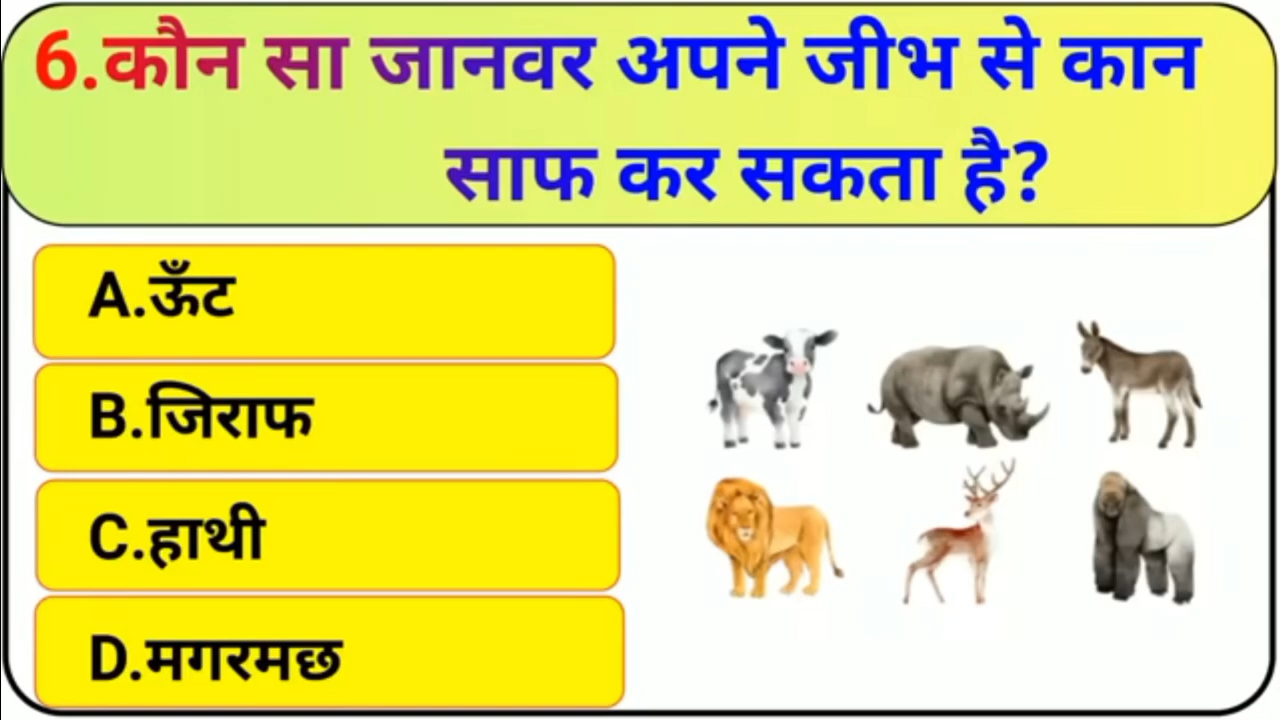 6.कौन सा जानवर अपने जीभ से कान
साफ कर सकता है?
A.ऊँट
B.जिराफ
C.हाथी
D.मगरमछ